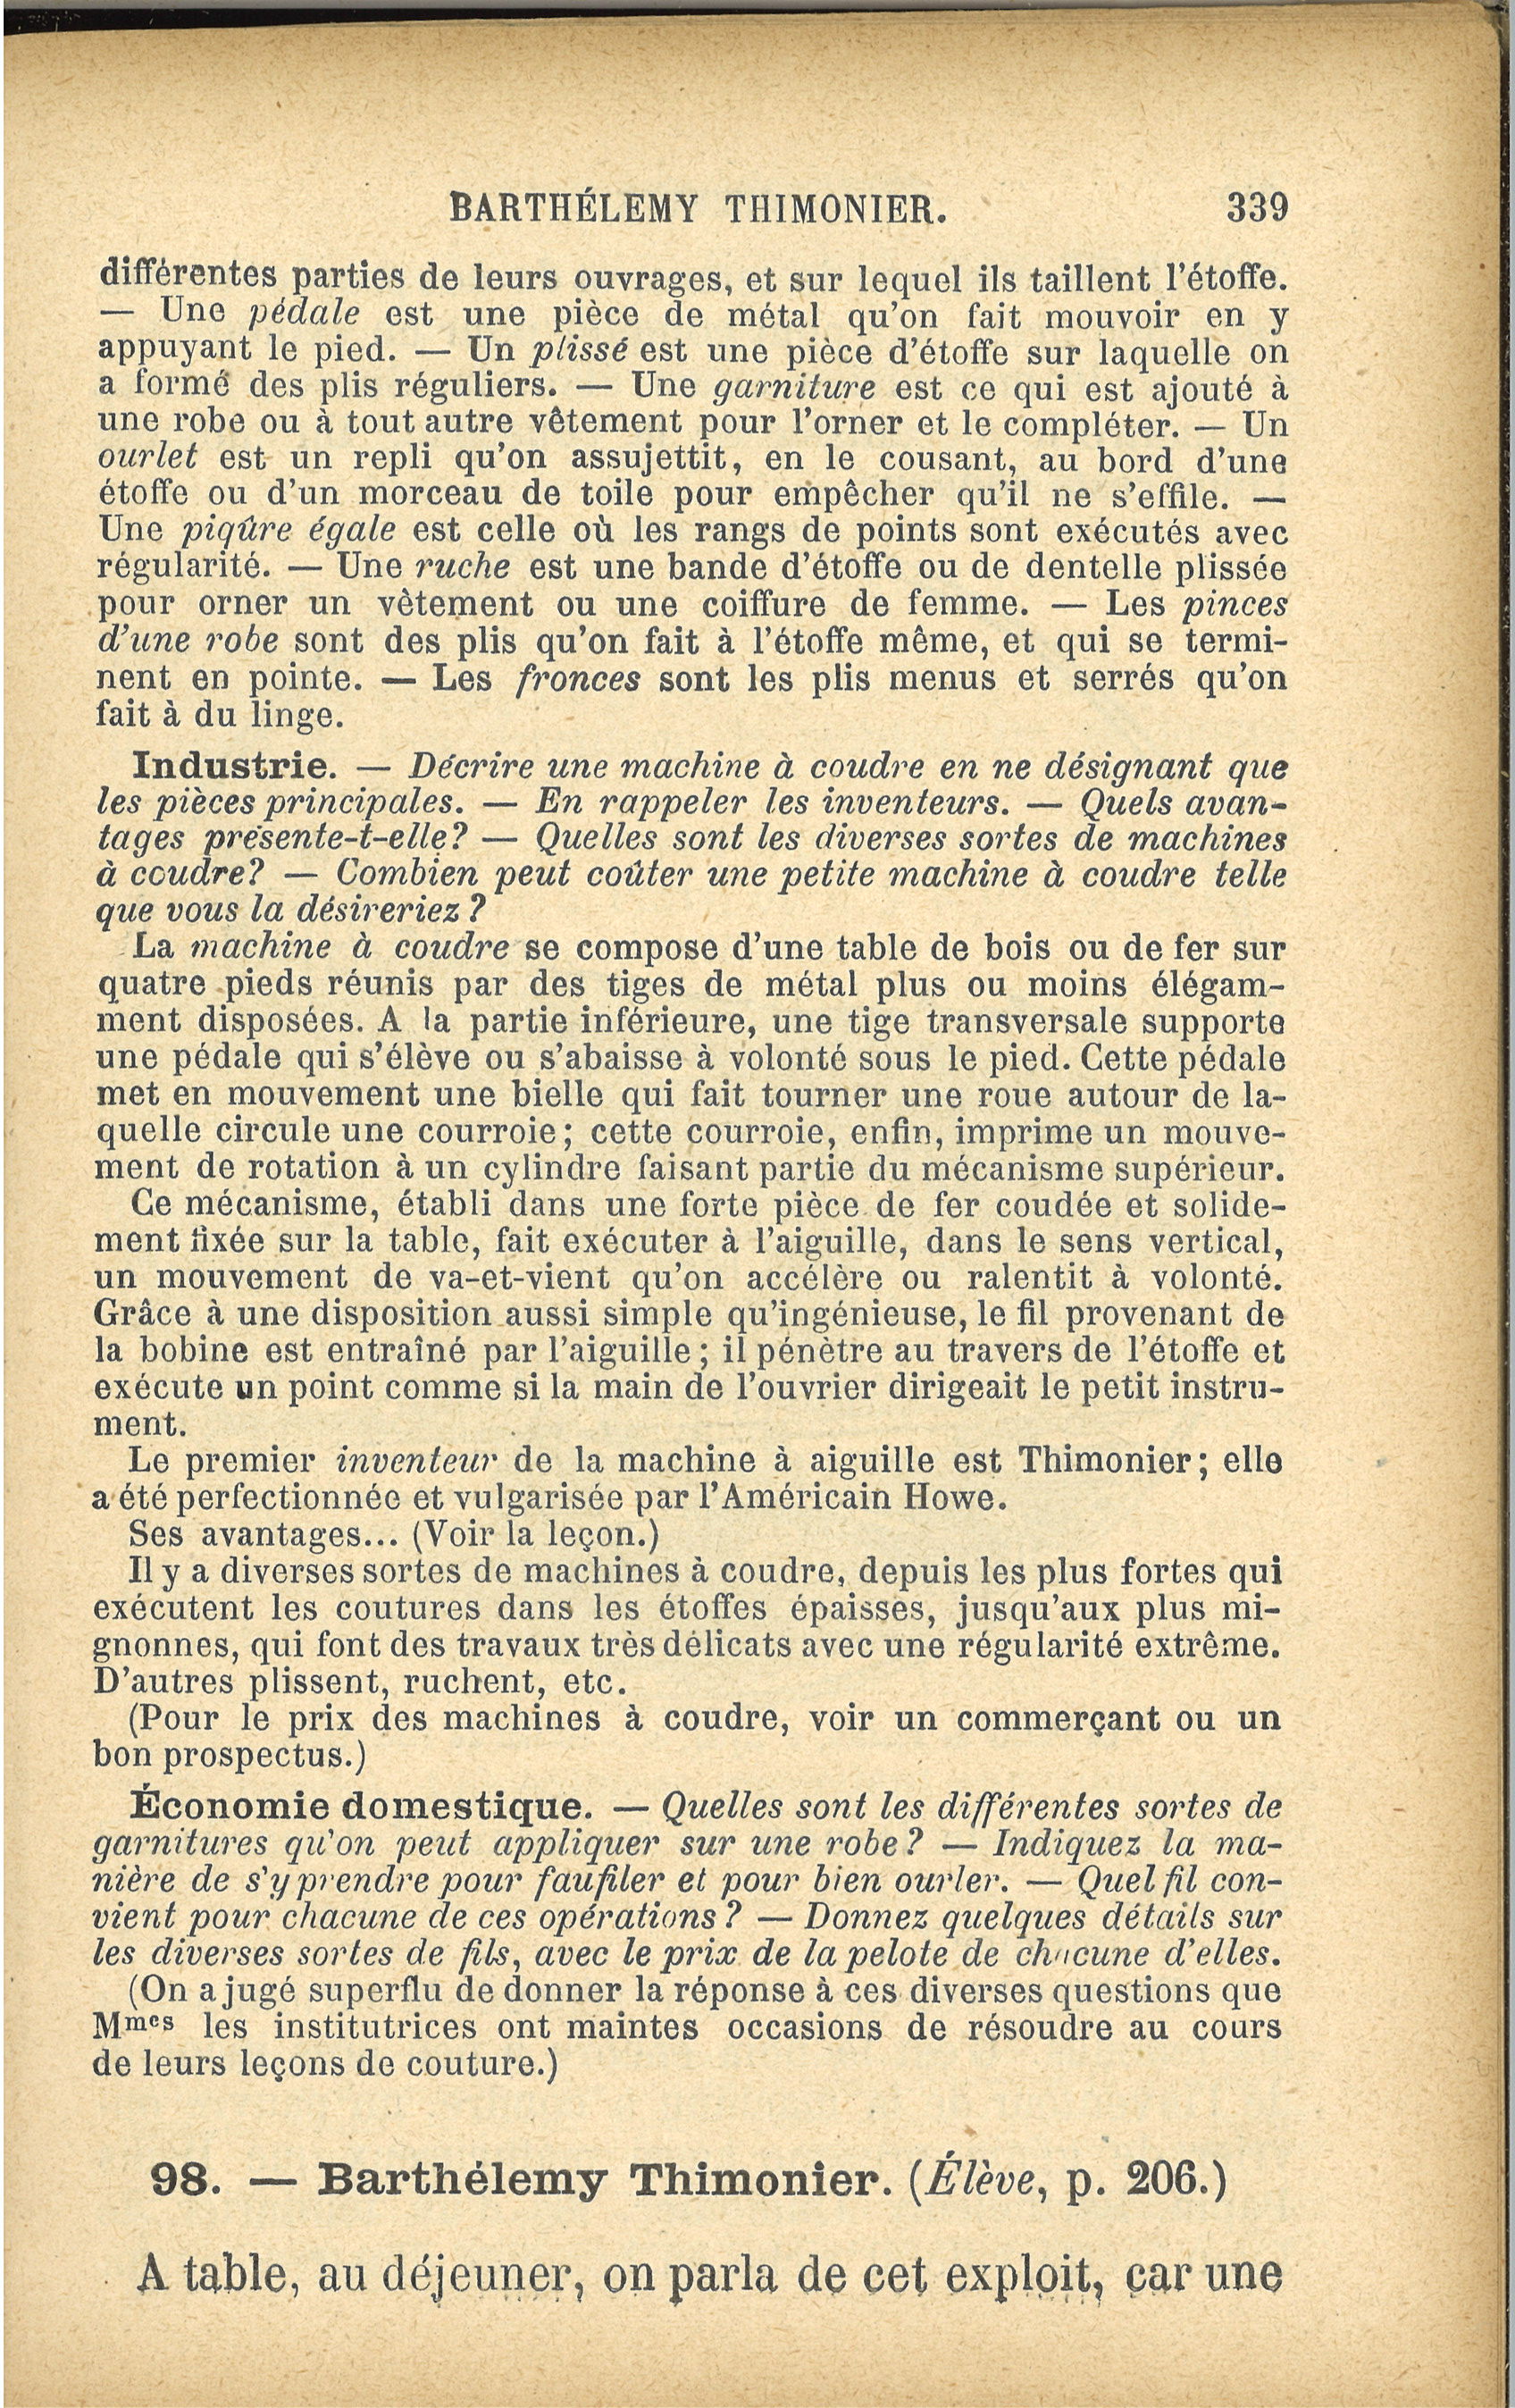 BARTHÉLEMY THIMONIER. 339
différentes parties de leurs ouvrages, et sur lequel ils taillent l'étoffe.
— Une pédale est une pièce de métal qu'on fait mouvoir en y
appuyant le pied. — Un plissé est une pièce d'étoffe sur laquelle on
a formé des plis réguliers. — Une garniture est ce qui est ajouté à
une robe ou à tout autre vêtement pour l'orner et le compléter. — Un
ourlet est un repli qu'on assujettit, en le cousant, au bord d'une
étoffe ou d'un morceau de toile pour empêcher qu'il ne s'effile. —
Une piqûre égale est celle où les rangs de points sont exécutés avec
régularité. — Une ruche est une bande d'étoffe ou de dentelle plissée
pour orner un vêtement ou une coiffure de femme. — Les pinces
d'une robe sont des plis qu'on fait à l'étoffe même, et qui se termi-
nent en pointe. — Les fronces sont les plis menus et serrés qu'on
fait à du linge.
Industrie. — Décrire une machine à coudre en ne désignant que
les pièces principales. — En rappeler les inventeurs. — Quels avan-
tages présente-t-elle? — Quelles sont les diverses sortes de machines
à coudre? — Combien peut coûter une petite machine à coudre telle
que vous la désireriez?
La machine à coudre se compose d'une table de bois ou de fer sur
quatre pieds réunis par des tiges de métal plus ou moins élégam-
ment disposées. A la partie inférieure, une tige transversale supporte
une pédale qui s'élève ou s'abaisse à volonté sous le pied. Cette pédale
met en mouvement une bielle qui fait tourner une roue autour de la-
quelle circule une courroie; cette courroie, enfin, imprime un mouve-
ment de rotation à un cylindre faisant partie du mécanisme supérieur.
Ce mécanisme, établi dans une forte pièce de fer coudée et solide-
ment fixée sur la table, fait exécuter à l'aiguille, dans le sens vertical,
un mouvement de va-et-vient qu'on accélère ou ralentit à volonté.
Grâce à une disposition aussi simple qu'ingénieuse, le fil provenant de
la bobine est entraîné par l'aiguille; il pénètre au travers de l'étoffe et
exécute un point comme si la main de l'ouvrier dirigeait le petit instru-
ment.
Le premier inventeur de la machine à aiguille est Thimonier; elle
a été perfectionnée et vulgarisée par l'Américain Howe.
Ses avantages... (Voir la leçon.)
Il y a diverses sortes de machines à coudre, depuis les plus fortes qui
exécutent les coutures dans les étoffes épaisses, jusqu'aux plus mi-
gnonnes, qui font des travaux très délicats avec une régularité extrême.
D'autres plissent, ruchent, etc.
(Pour le prix des machines à coudre, voir un commerçant ou un
bon prospectus.)
Économie domestique. — Quelles sont les différentes sortes de
garnitures qu'on peut appliquer sur une robe? — Indiquez la ma-
nière de s'y prendre pour faufiler et pour bien ourler. — Quel fil con-
vient pour chacune de ces opérations? — Donnez quelques détails sur
les diverses sortes de fils, avec le prix de la pelote de chacune d'elles.
(On a jugé superflu de donner la réponse à ces diverses questions que
Mmes les institutrices ont maintes occasions de résoudre au cours
de leurs leçons de couture.)
98. — Barthélemy Thimonier. (Élève, p. 206.)
A table, au déjeuner, on parla de cet exploit, car une